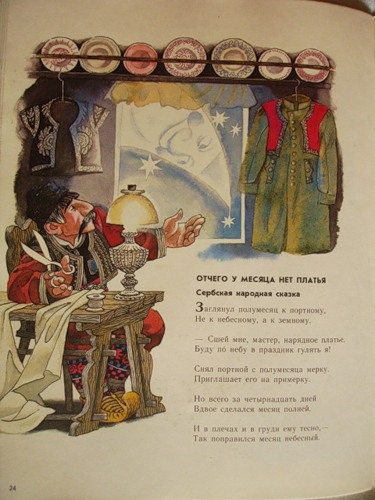 ОТЧЕГО У МЕСЯЦА НЕТ ПЛАТЬЯ
Сербская народная сказка
Заглянул полумесяц к портному,
Не к небесному, а к земному.
— Сшей мне, мастер, нарядное платье.
Буду по́ небу в праздник гулять я!
Снял портной с полумесяца мерку.
Приглашает его на примерку.
Но всего за четырнадцать дней
Вдвое сделался месяц полней.
И в плечах и в груди ему тесно,—
Так поправился месяц небесный.
24